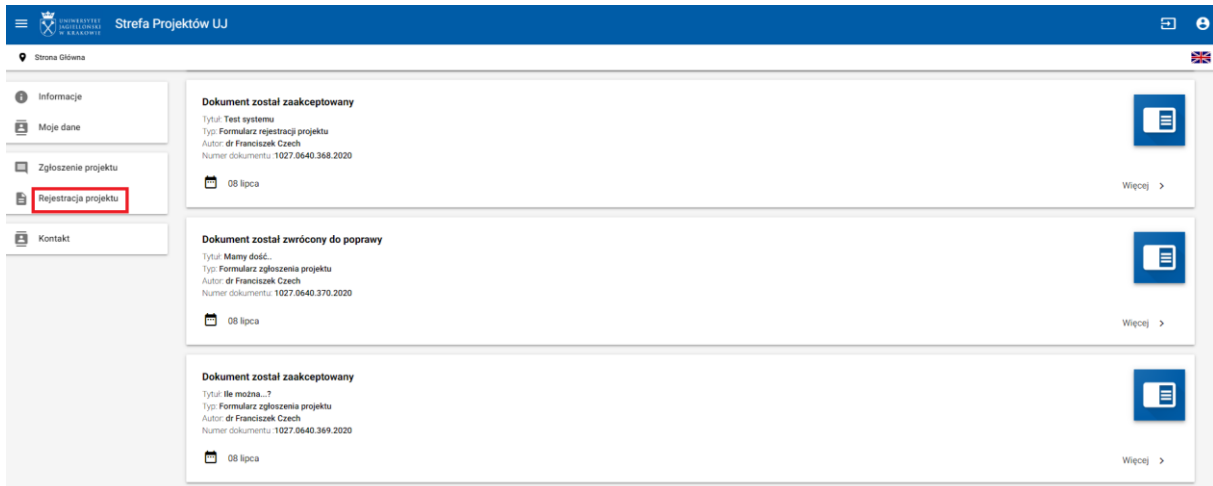 UNIWERSYTET
JAGIELLOŃSKI
W KRAKOWIE
Strefa Projektów UJ
Strona Główna
Informacje
Moje dane
Zgłoszenie projektu
Rejestracja projektu
Kontakt
Dokument został zaakceptowany
Tytuł: Test systemu
Typ: Formularz rejestracji projektu
Autor: dr Franciszek Czech
Numer dokumentu :1027.0640.368.2020
08 lipca
Więcej
Dokument został zwrócony do poprawy
Tytuł: Mamy dość..
Typ: Formularz zgłoszenia projektu
Autor: dr Franciszek Czech
Numer dokumentu: 1027.0640.370.2020
08 lipca
Więcej
Dokument został zaakceptowany
Tytuł: Ile można...?
Typ: Formularz zgłoszenia projektu
Autor: dr Franciszek Czech
Numer dokumentu :1027.0640.369.2020
08 lipca
Więcej